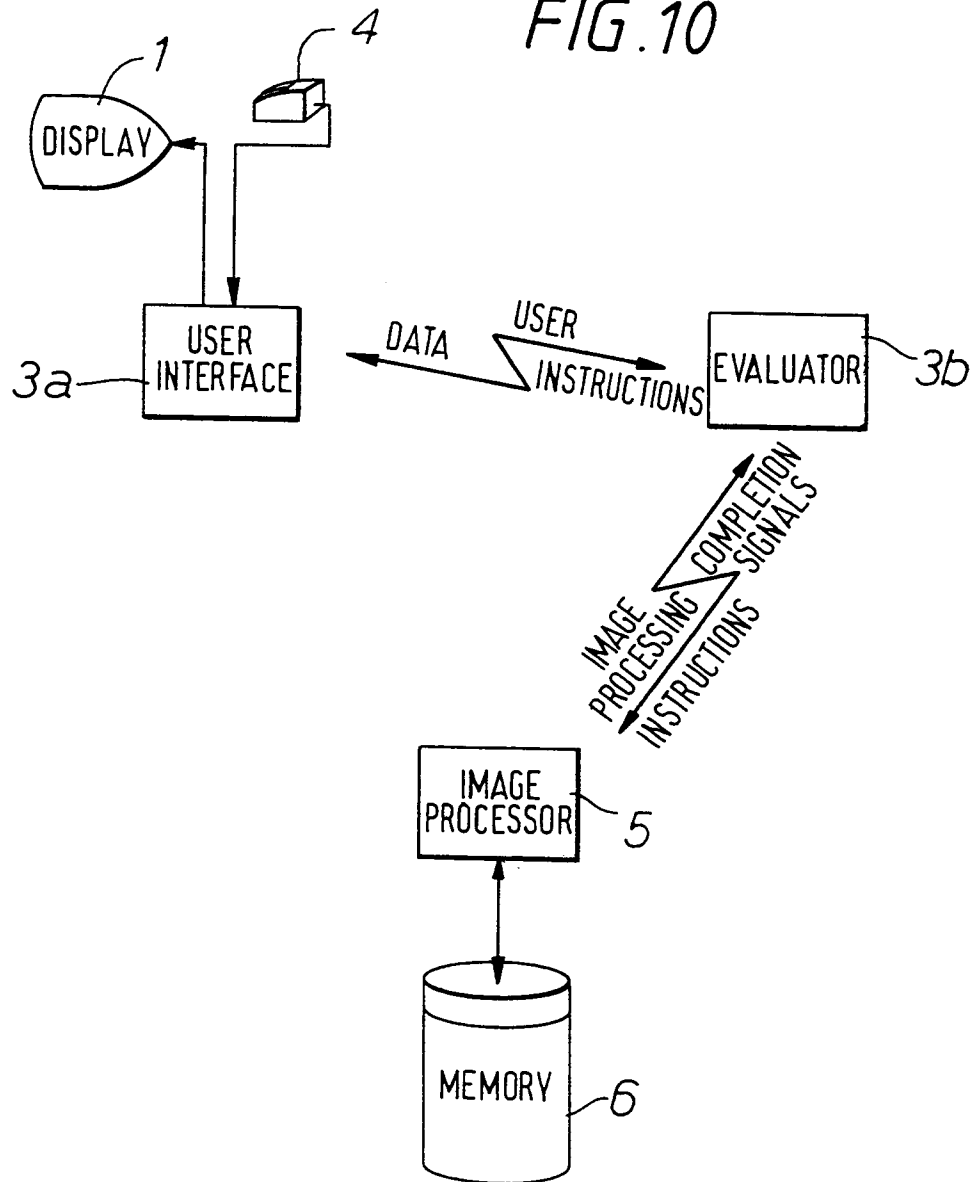 FIG. 10
1
4
DISPLAY
USER
INTERFACE
3a
DATA
USER
INSTRUCTIONS
EVALUATOR
3b
COMPLETION
SIGNALS
IMAGE
PROCESSING
INSTRUCTIONS
IMAGE
PROCESSOR
5
MEMORY
6